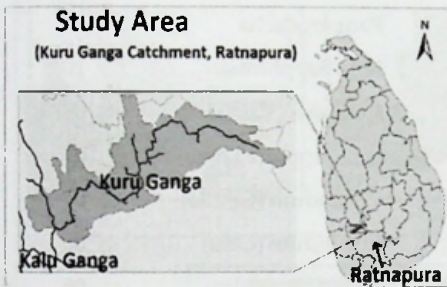 Study Area
(Kuru Ganga Catchment, Ratnapura)
N
Kuru Ganga
Kalu Ganga
Ratnapura